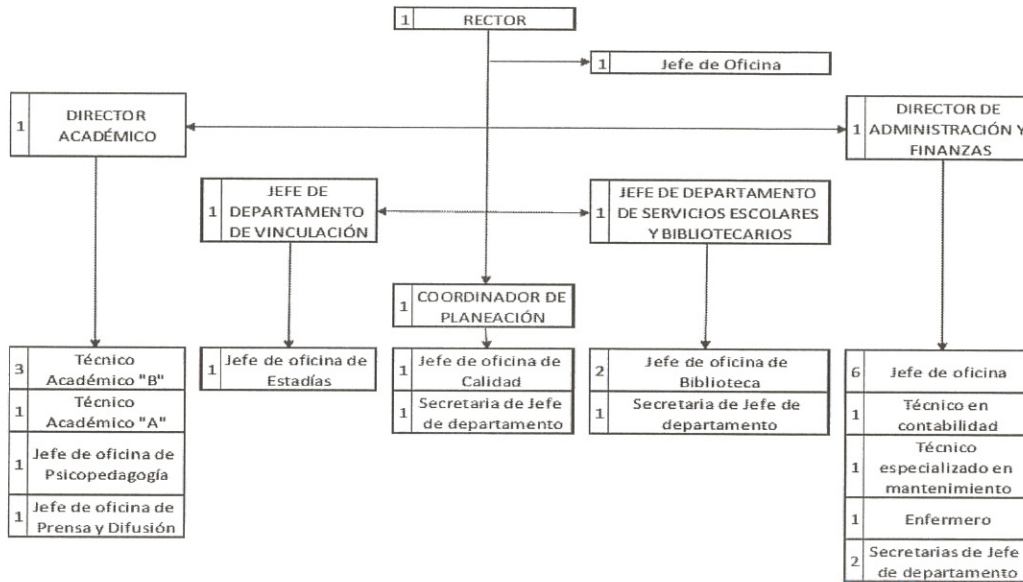 1 RECTOR
1 Jefe de Oficina
1 DIRECTOR
ACADÉMICO
1 DIRECTOR DE
ADMINISTRACIÓN Y
FINANZAS
1 JEFE DE
DEPARTAMENTO
DE VINCULACIÓN
1 JEFE DE DEPARTAMENTO
DE SERVICIOS ESCOLARES
Y BIBLIOTECARIOS
1 COORDINADOR DE
PLANEACIÓN
3 Técnico
Académico "B"
1 Técnico
Académico "A"
1 Jefe de oficina de
Psicopedagogía
1 Jefe de oficina de
Prensa y Difusión
1 Jefe de oficina de
Estadías
1 Jefe de oficina de
Calidad
1 Secretaria de Jefe
de departamento
2 Jefe de oficina de
Biblioteca
1 Secretaria de Jefe de
departamento
6 Jefe de oficina
1 Técnico en
contabilidad
1 Técnico
especializado en
mantenimiento
1 Enfermero
2 Secretarias de Jefe
de departamento